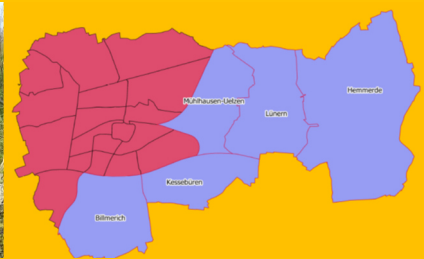 Hemmerde
Mühlhausen-Uelzen
Lünern
Kessebüren
Billmerich